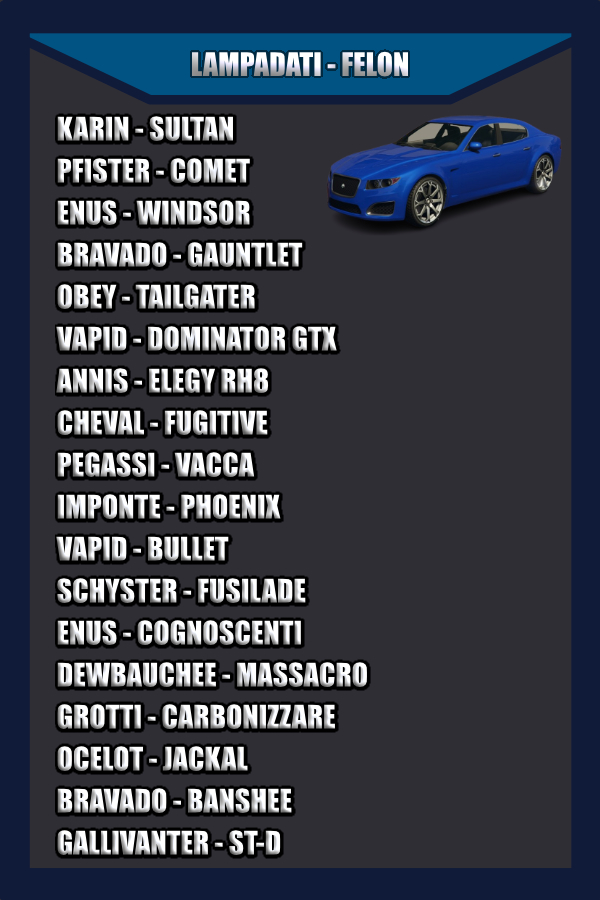 LAMPADATI - FELON
KARIN - SULTAN
PFISTER - COMET
ENUS - WINDSOR
BRAVADO - GAUNTLET
OBEY - TAILGATER
VAPID - DOMINATOR GTX
ANNIS - ELEGY RH8
CHEVAL - FUGITIVE
PEGASSI - VACCA
IMPONTE - PHOENIX
VAPID - BULLET
SCHYSTER - FUSILADE
ENUS - COGNOSCENTI
DEWBAUCHEE - MASSACRO
GROTTI - CARBONIZZARE
OCELOT - JACKAL
BRAVADO - BANSHEE
GALLIVANTER - ST-D